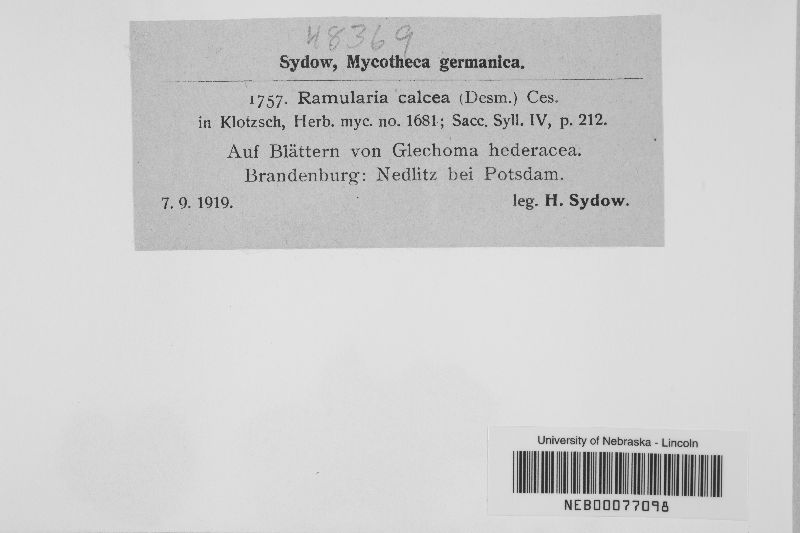 48369
Sydow, Mycotheca germanica.
1757. Ramularia calcea (Desm.) Ces.
in Klotzsch, Herb. myc. no. 1681; Sacc. Syll. IV, p. 212.
Auf Blättern von Glechoma hederacea.
Brandenburg: Nedlitz bei Potsdam.
7. 9. 1919. leg. H. Sydow.
University of Nebraska - Lincoln
NEB00077098